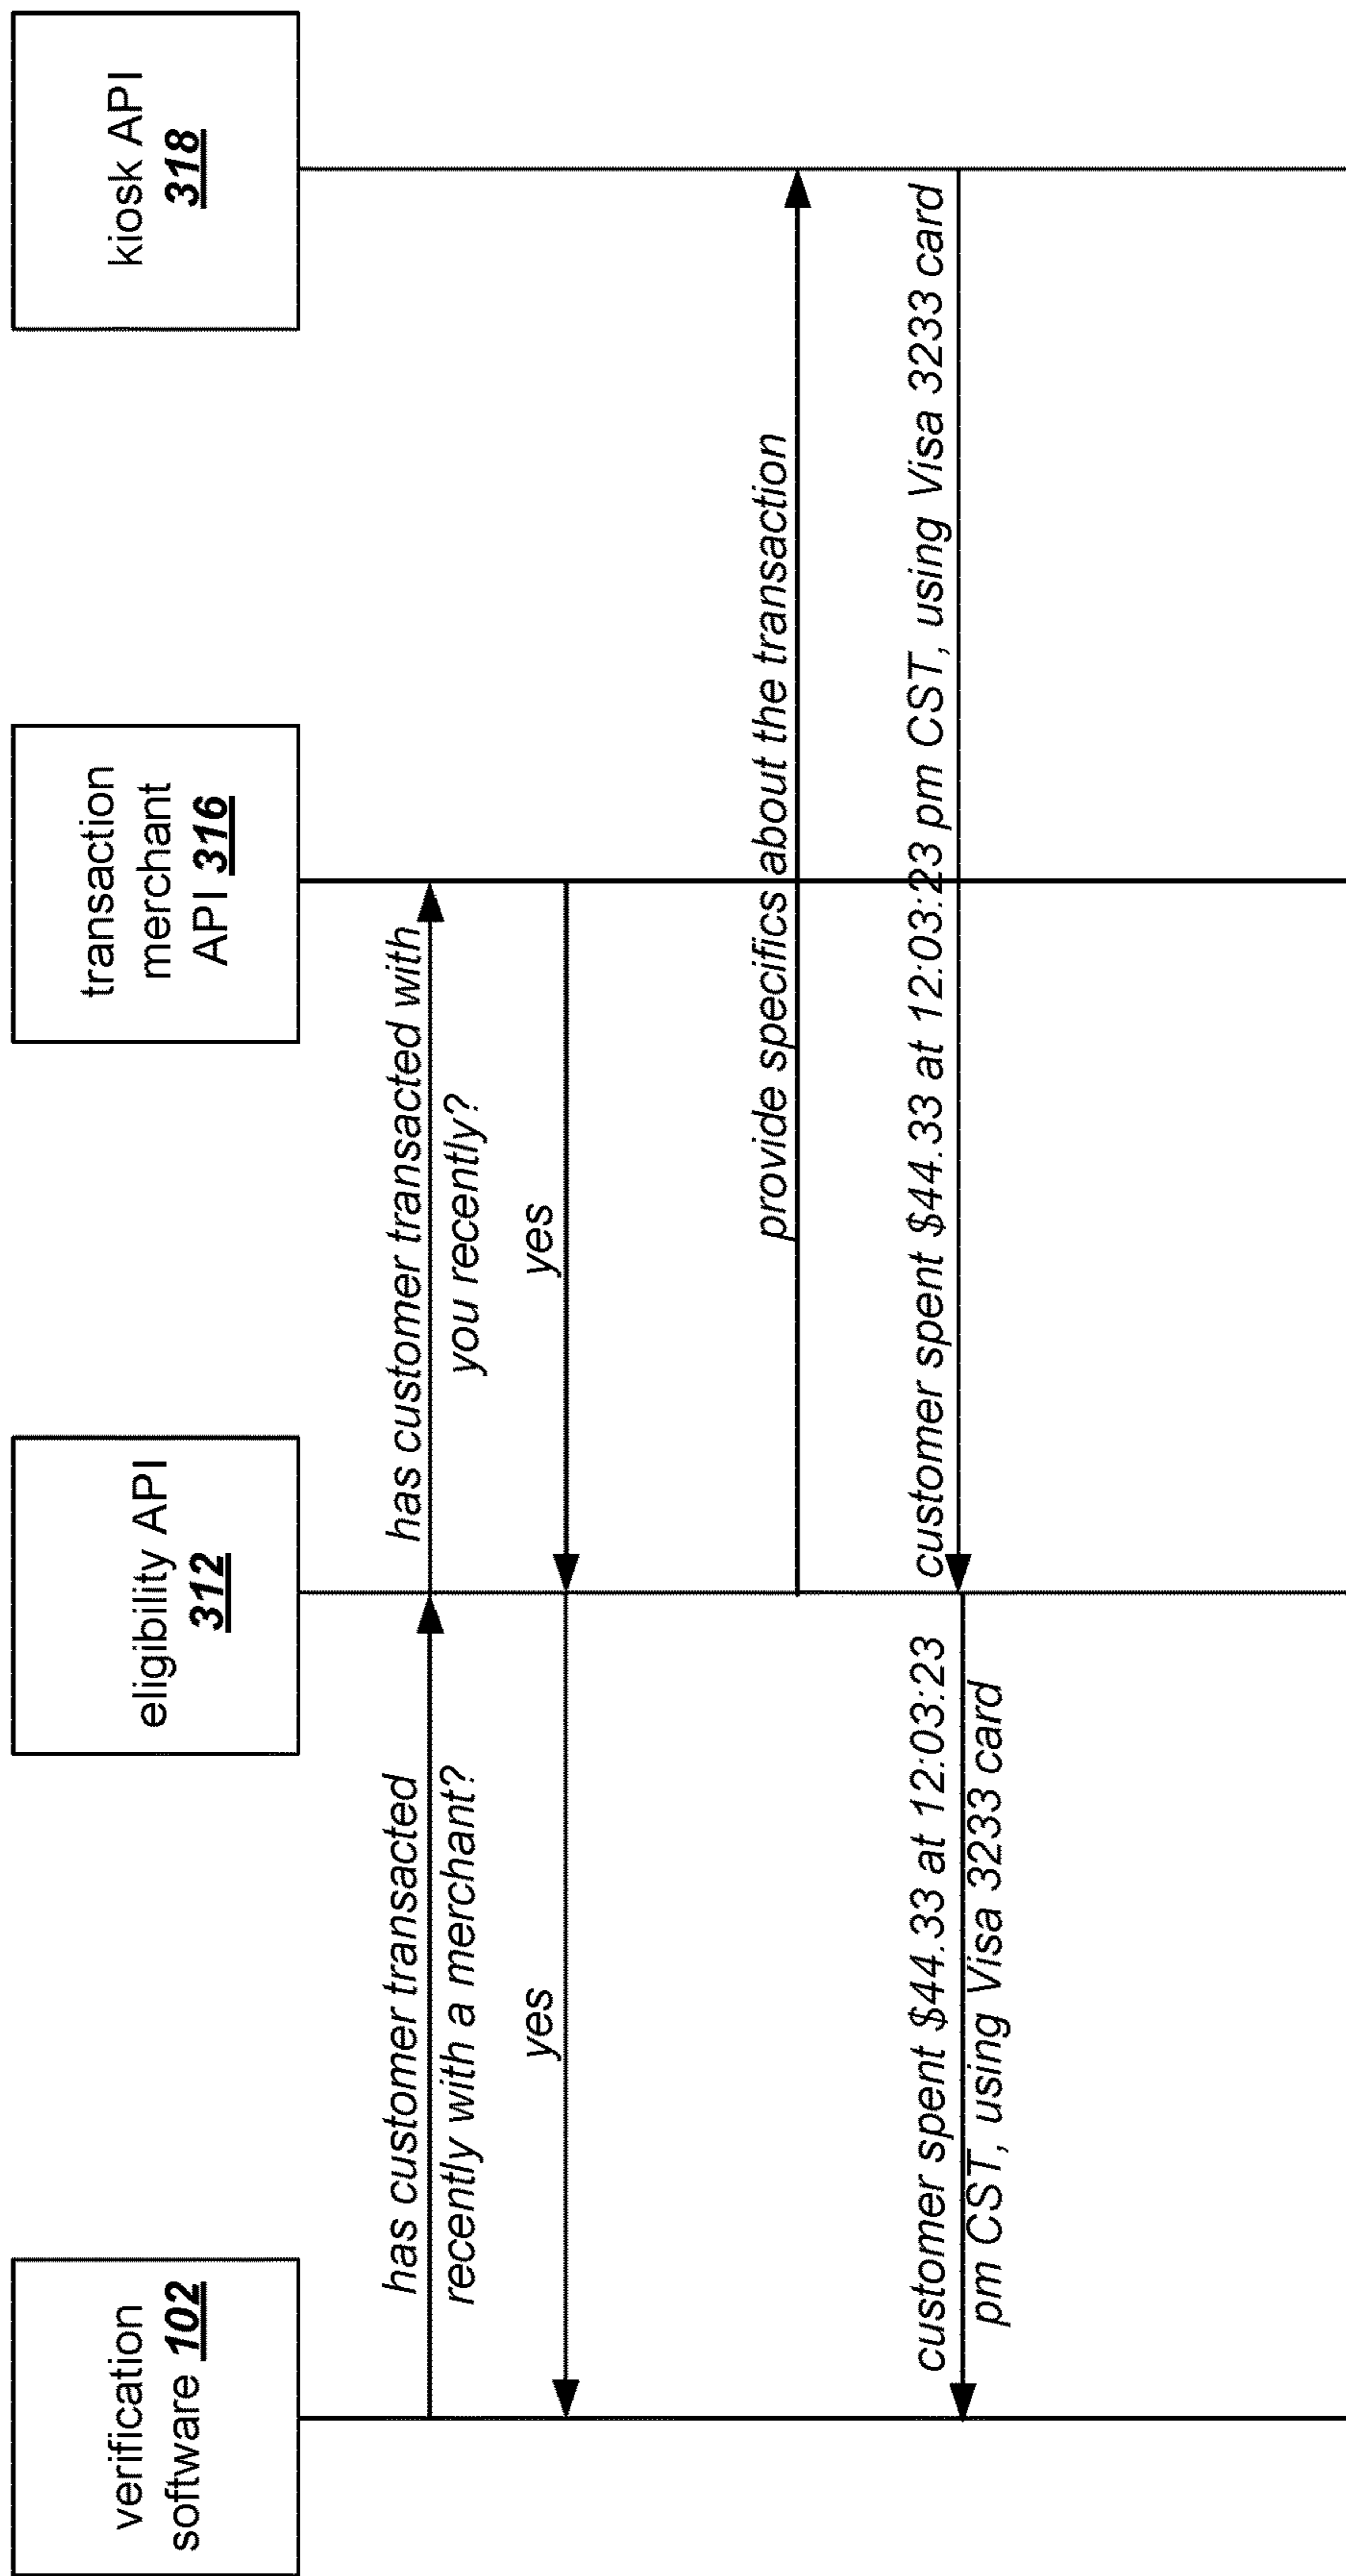 verification
software 102
eligibility API
312
transaction
merchant
API 316
kiosk API
318
has customer transacted
recently with a merchant?
has customer transacted with
you recently?
yes
yes
provide specifics about the transaction
customer spent $44.33 at 12:03:23 pm CST, using Visa 3233 card
customer spent $44.33 at 12:03:23
pm CST, using Visa 3233 card